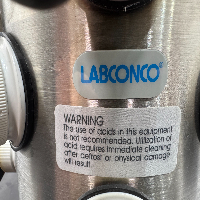 LABCONCO®
WARNING
The use of acids in this equipment
is not recommended. Utilization of
acid requires immediate cleaning
after defrost or physical damage
will result.